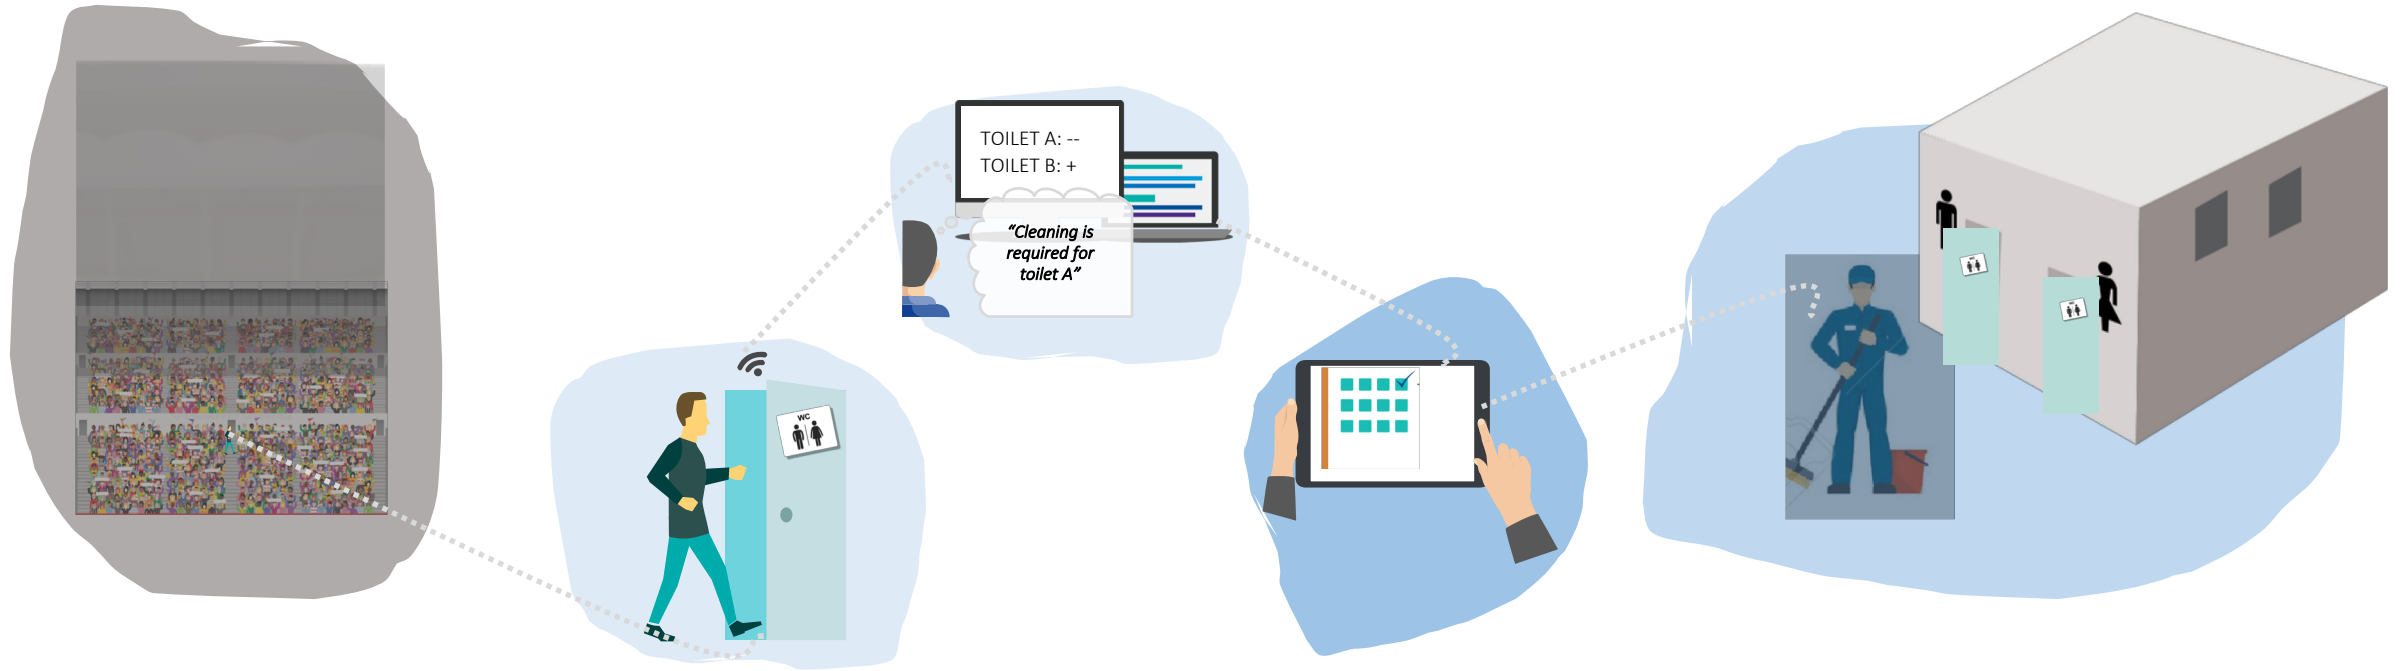 TOILET A: --
TOILET B: +
“Cleaning is
required for
toilet A”
WC